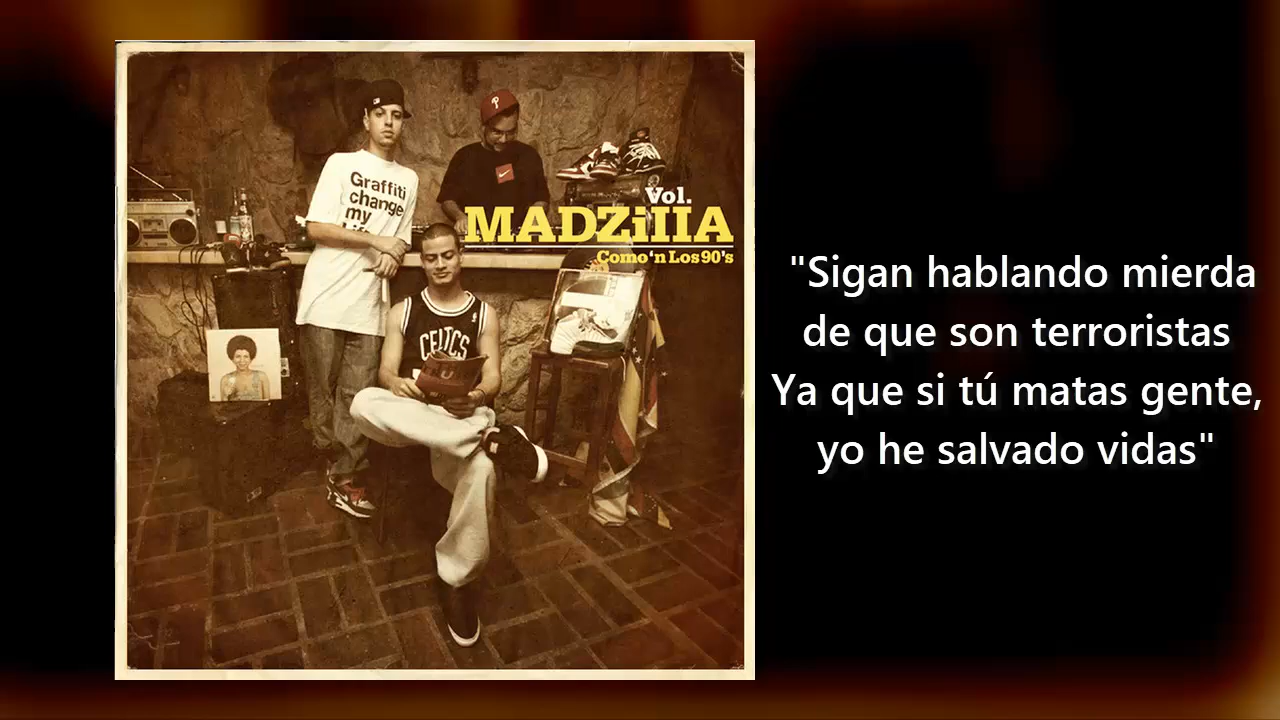 Graffiti
change
my
Vol.
MADZiIIA
Como'n Los 90's
CELTCS
"Sigan hablando mierda
de que son terroristas
Ya que si tú matas gente,
yo he salvado vidas"